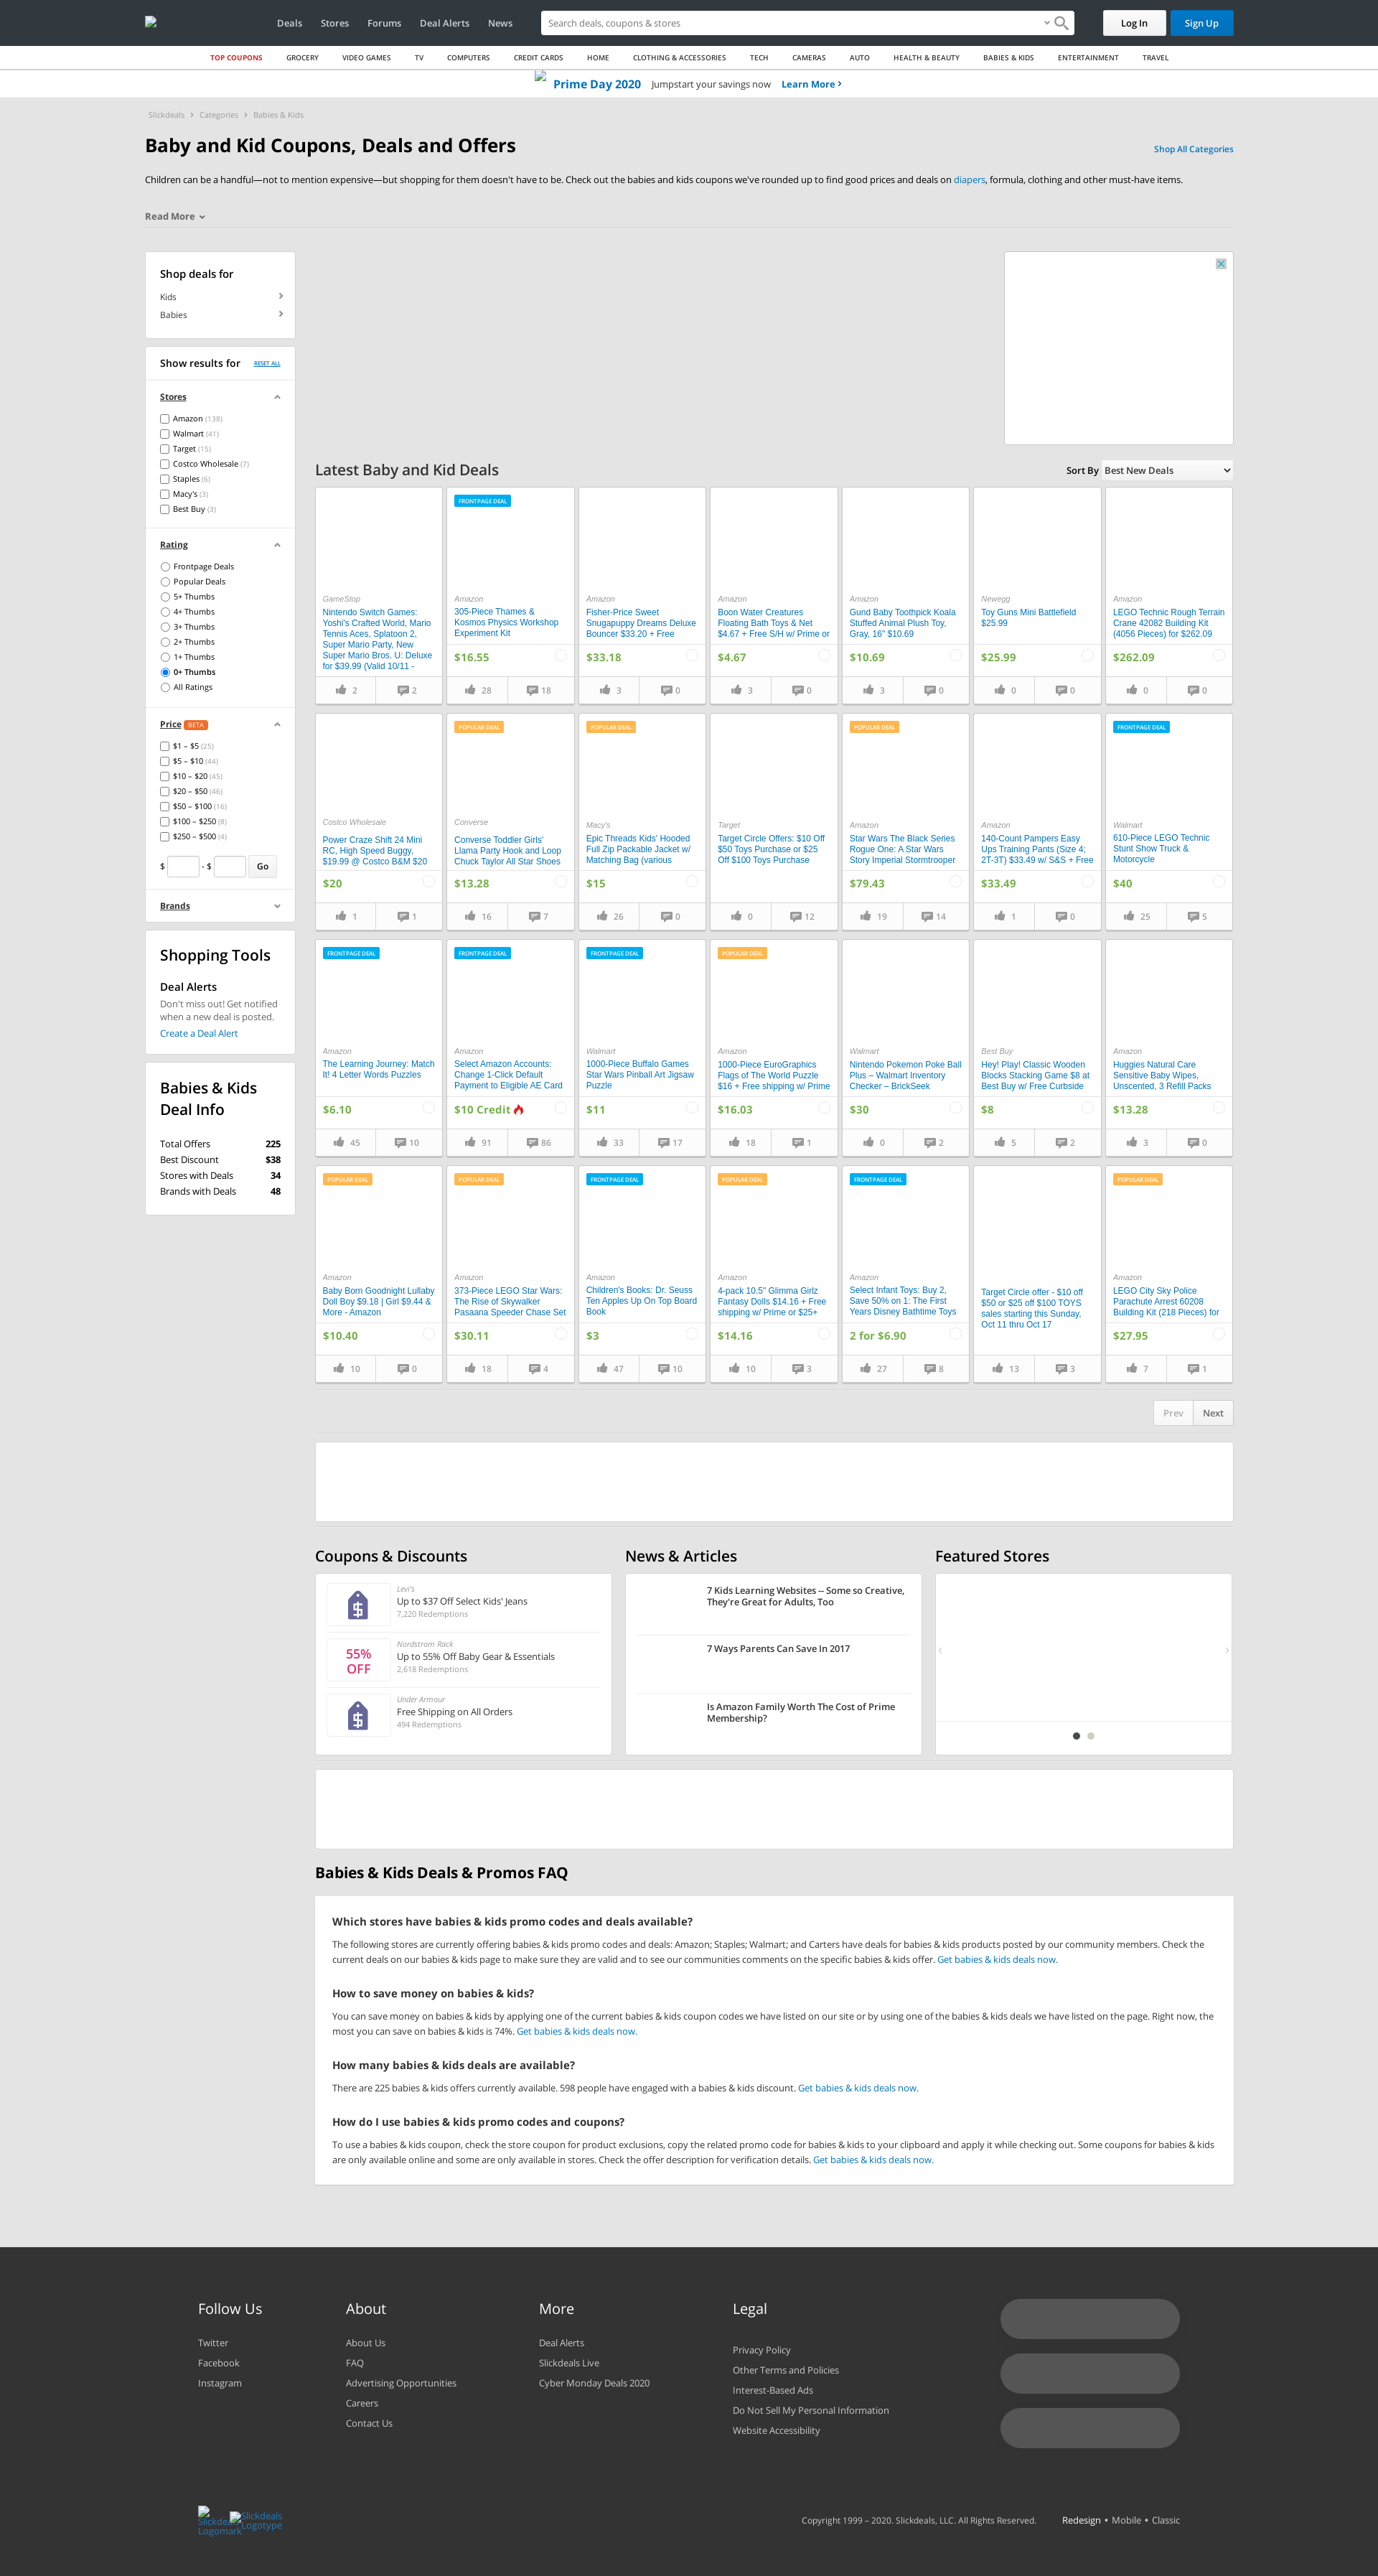 Deals
Stores
Forums
Deal Alerts
News
Search deals, coupons & stores
Log In
Sign Up
TOP COUPONS
GROCERY
VIDEO GAMES
TV
COMPUTERS
CREDIT CARDS
HOME
CLOTHING & ACCESSORIES
TECH
CAMERAS
AUTO
HEALTH & BEAUTY
BABIES & KIDS
ENTERTAINMENT
TRAVEL
Prime Day 2020
Jumpstart your savings now
Learn More
Slickdeals
Categories
Babies & Kids
Baby and Kid Coupons, Deals and Offers
Shop All Categories
Children can be a handful—not to mention expensive—but shopping for them doesn't have to be. Check out the babies and kids coupons we've rounded up to find good prices and deals on diapers, formula, clothing and other must-have items.
Read More
Shop deals for
Kids
Babies
Show results for
RESET ALL
Stores
Amazon (138)
Walmart (41)
Target (15)
Costco Wholesale (7)
Staples (6)
Macy's (3)
Best Buy (3)
Rating
Frontpage Deals
Popular Deals
5+ Thumbs
4+ Thumbs
3+ Thumbs
2+ Thumbs
1+ Thumbs
0+ Thumbs
All Ratings
Price BETA
$1 – $5 (25)
$5 – $10 (44)
$10 – $20 (45)
$20 – $50 (46)
$50 – $100 (16)
$100 – $250 (8)
$250 – $500 (4)
$ - $ Go
Brands
Shopping Tools
Deal Alerts
Don't miss out! Get notified
when a new deal is posted.
Create a Deal Alert
Babies & Kids
Deal Info
Total Offers 225
Best Discount $38
Stores with Deals 34
Brands with Deals 48
Latest Baby and Kid Deals
Sort By Best New Deals
GameStop
Nintendo Switch Games:
Yoshi's Crafted World, Mario
Tennis Aces, Splatoon 2,
Super Mario Party, New
Super Mario Bros. U: Deluxe
for $39.99 (Valid 10/11 -
2
2
FRONTPAGE DEAL
Amazon
305-Piece Thames &
Kosmos Physics Workshop
Experiment Kit
$16.55
28
18
Amazon
Fisher-Price Sweet
Snugapuppy Dreams Deluxe
Bouncer $33.20 + Free
$33.18
3
0
Amazon
Boon Water Creatures
Floating Bath Toys & Net
$4.67 + Free S/H w/ Prime or
$4.67
3
0
Amazon
Gund Baby Toothpick Koala
Stuffed Animal Plush Toy,
Gray, 16" $10.69
$10.69
3
0
Newegg
Toy Guns Mini Battlefield
$25.99
$25.99
0
0
Amazon
LEGO Technic Rough Terrain
Crane 42082 Building Kit
(4056 Pieces) for $262.09
$262.09
0
0
Costco Wholesale
Power Craze Shift 24 Mini
RC, High Speed Buggy,
$19.99 @ Costco B&M $20
$20
1
1
POPULAR DEAL
Converse
Converse Toddler Girls'
Llama Party Hook and Loop
Chuck Taylor All Star Shoes
$13.28
16
7
POPULAR DEAL
Macy's
Epic Threads Kids' Hooded
Full Zip Packable Jacket w/
Matching Bag (various
$15
26
0
Target
Target Circle Offers: $10 Off
$50 Toys Purchase or $25
Off $100 Toys Purchase
0
12
POPULAR DEAL
Amazon
Star Wars The Black Series
Rogue One: A Star Wars
Story Imperial Stormtrooper
$79.43
19
14
Amazon
140-Count Pampers Easy
Ups Training Pants (Size 4;
2T-3T) $33.49 w/ S&S + Free
$33.49
1
0
FRONTPAGE DEAL
Walmart
610-Piece LEGO Technic
Stunt Show Truck &
Motorcycle
$40
25
5
FRONTPAGE DEAL
Amazon
The Learning Journey: Match
It! 4 Letter Words Puzzles
$6.10
45
10
FRONTPAGE DEAL
Amazon
Select Amazon Accounts:
Change 1-Click Default
Payment to Eligible AE Card
$10 Credit
91
86
FRONTPAGE DEAL
Walmart
1000-Piece Buffalo Games
Star Wars Pinball Art Jigsaw
Puzzle
$11
33
17
POPULAR DEAL
Amazon
1000-Piece EuroGraphics
Flags of The World Puzzle
$16 + Free shipping w/ Prime
$16.03
18
1
Walmart
Nintendo Pokemon Poke Ball
Plus – Walmart Inventory
Checker – BrickSeek
$30
0
2
Best Buy
Hey! Play! Classic Wooden
Blocks Stacking Game $8 at
Best Buy w/ Free Curbside
$8
5
2
Amazon
Huggies Natural Care
Sensitive Baby Wipes,
Unscented, 3 Refill Packs
$13.28
3
0
POPULAR DEAL
Amazon
Baby Born Goodnight Lullaby
Doll Boy $9.18 | Girl $9.44 &
More - Amazon
$10.40
10
0
POPULAR DEAL
Amazon
373-Piece LEGO Star Wars:
The Rise of Skywalker
Pasaana Speeder Chase Set
$30.11
18
4
FRONTPAGE DEAL
Amazon
Children's Books: Dr. Seuss
Ten Apples Up On Top Board
Book
$3
47
10
POPULAR DEAL
Amazon
4-pack 10.5" Glimma Girlz
Fantasy Dolls $14.16 + Free
shipping w/ Prime or $25+
$14.16
10
3
FRONTPAGE DEAL
Amazon
Select Infant Toys: Buy 2,
Save 50% on 1: The First
Years Disney Bathtime Toys
2 for $6.90
27
8
Target Circle offer - $10 off
$50 or $25 off $100 TOYS
sales starting this Sunday,
Oct 11 thru Oct 17
13
3
POPULAR DEAL
Amazon
LEGO City Sky Police
Parachute Arrest 60208
Building Kit (218 Pieces) for
$27.95
7
1
Prev
Next
Coupons & Discounts
Levi's
Up to $37 Off Select Kids' Jeans
7,220 Redemptions
55%
OFF
Nordstrom Rack
Up to 55% Off Baby Gear & Essentials
2,618 Redemptions
Under Armour
Free Shipping on All Orders
494 Redemptions
News & Articles
7 Kids Learning Websites -- Some so Creative,
They're Great for Adults, Too
7 Ways Parents Can Save In 2017
Is Amazon Family Worth The Cost of Prime
Membership?
Featured Stores
Babies & Kids Deals & Promos FAQ
Which stores have babies & kids promo codes and deals available?
The following stores are currently offering babies & kids promo codes and deals: Amazon; Staples; Walmart; and Carters have deals for babies & kids products posted by our community members. Check the
current deals on our babies & kids page to make sure they are valid and to see our communities comments on the specific babies & kids offer. Get babies & kids deals now.
How to save money on babies & kids?
You can save money on babies & kids by applying one of the current babies & kids coupon codes we have listed on our site or by using one of the babies & kids deals we have listed on the page. Right now, the
most you can save on babies & kids is 74%. Get babies & kids deals now.
How many babies & kids deals are available?
There are 225 babies & kids offers currently available. 598 people have engaged with a babies & kids discount. Get babies & kids deals now.
How do I use babies & kids promo codes and coupons?
To use a babies & kids coupon, check the store coupon for product exclusions, copy the related promo code for babies & kids to your clipboard and apply it while checking out. Some coupons for babies & kids
are only available online and some are only available in stores. Check the offer description for verification details. Get babies & kids deals now.
Follow Us
Twitter
Facebook
Instagram
About
About Us
FAQ
Advertising Opportunities
Careers
Contact Us
More
Deal Alerts
Slickdeals Live
Cyber Monday Deals 2020
Legal
Privacy Policy
Other Terms and Policies
Interest-Based Ads
Do Not Sell My Personal Information
Website Accessibility
Slickdeals
Logomark
Slickdeals
Logotype
Copyright 1999 – 2020. Slickdeals, LLC. All Rights Reserved.
Redesign • Mobile • Classic